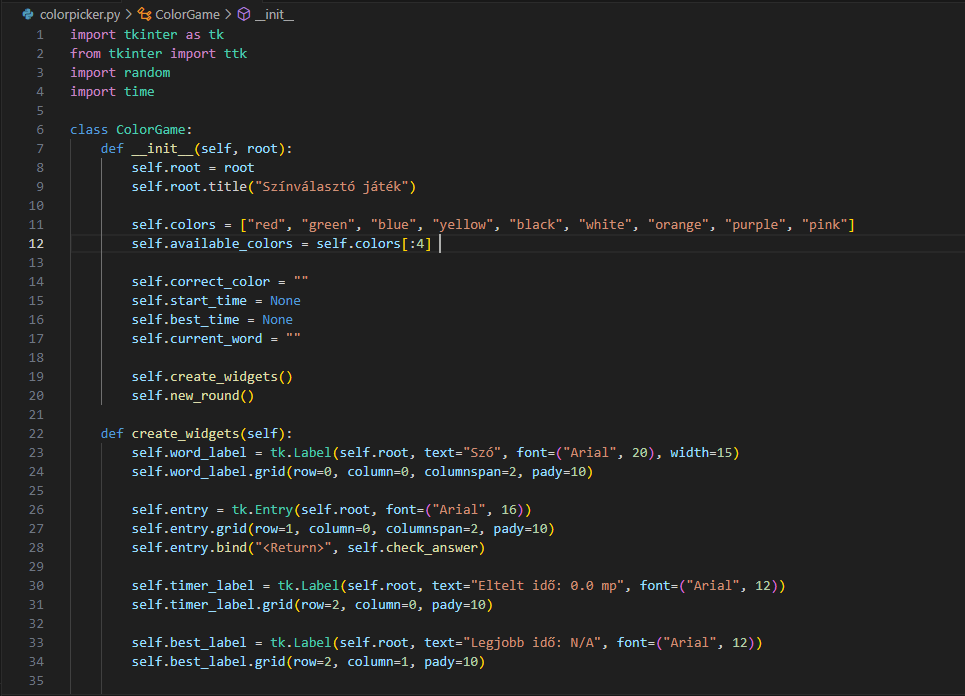 colorpicker.py > ColorGame > __init__
1 import tkinter as tk
2 from tkinter import ttk
3 import random
4 import time
5
6 class ColorGame:
7     def __init__(self, root):
8         self.root = root
9         self.root.title("Színválasztó játék")
10
11         self.colors = ["red", "green", "blue", "yellow", "black", "white", "orange", "purple", "pink"]
12         self.available_colors = self.colors[:4]
13
14         self.correct_color = ""
15         self.start_time = None
16         self.best_time = None
17         self.current_word = ""
18
19         self.create_widgets()
20         self.new_round()
21
22     def create_widgets(self):
23         self.word_label = tk.Label(self.root, text="Szó", font=("Arial", 20), width=15)
24         self.word_label.grid(row=0, column=0, columnspan=2, pady=10)
25
26         self.entry = tk.Entry(self.root, font=("Arial", 16))
27         self.entry.grid(row=1, column=0, columnspan=2, pady=10)
28         self.entry.bind("<Return>", self.check_answer)
29
30         self.timer_label = tk.Label(self.root, text="Eltelt idő: 0.0 mp", font=("Arial", 12))
31         self.timer_label.grid(row=2, column=0, pady=10)
32
33         self.best_label = tk.Label(self.root, text="Legjobb idő: N/A", font=("Arial", 12))
34         self.best_label.grid(row=2, column=1, pady=10)
35